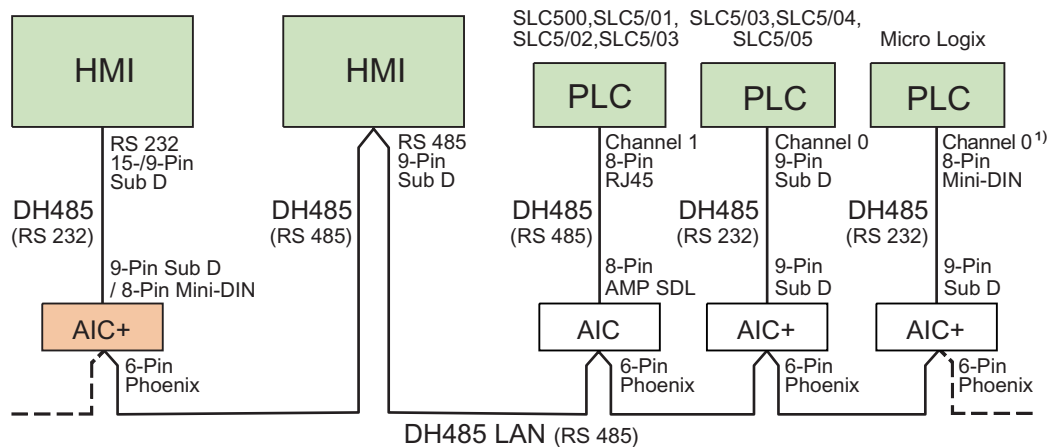 SLC500,SLC5/01,
SLC5/02,SLC5/03
SLC5/03,SLC5/04,
SLC5/05
Micro Logix
HMI
HMI
PLC
PLC
PLC
RS 232
15-/9-Pin
Sub D
RS 485
9-Pin
Sub D
Channel 1
8-Pin
RJ45
Channel 0
9-Pin
Sub D
Channel 0 1)
8-Pin
Mini-DIN
DH485
(RS 232)
DH485
(RS 485)
DH485
(RS 485)
DH485
(RS 232)
DH485
(RS 232)
9-Pin Sub D
/ 8-Pin Mini-DIN
8-Pin
AMP SDL
9-Pin
Sub D
9-Pin
Sub D
AIC+
AIC
AIC+
AIC+
6-Pin
Phoenix
6-Pin
Phoenix
6-Pin
Phoenix
6-Pin
Phoenix
DH485 LAN (RS 485)